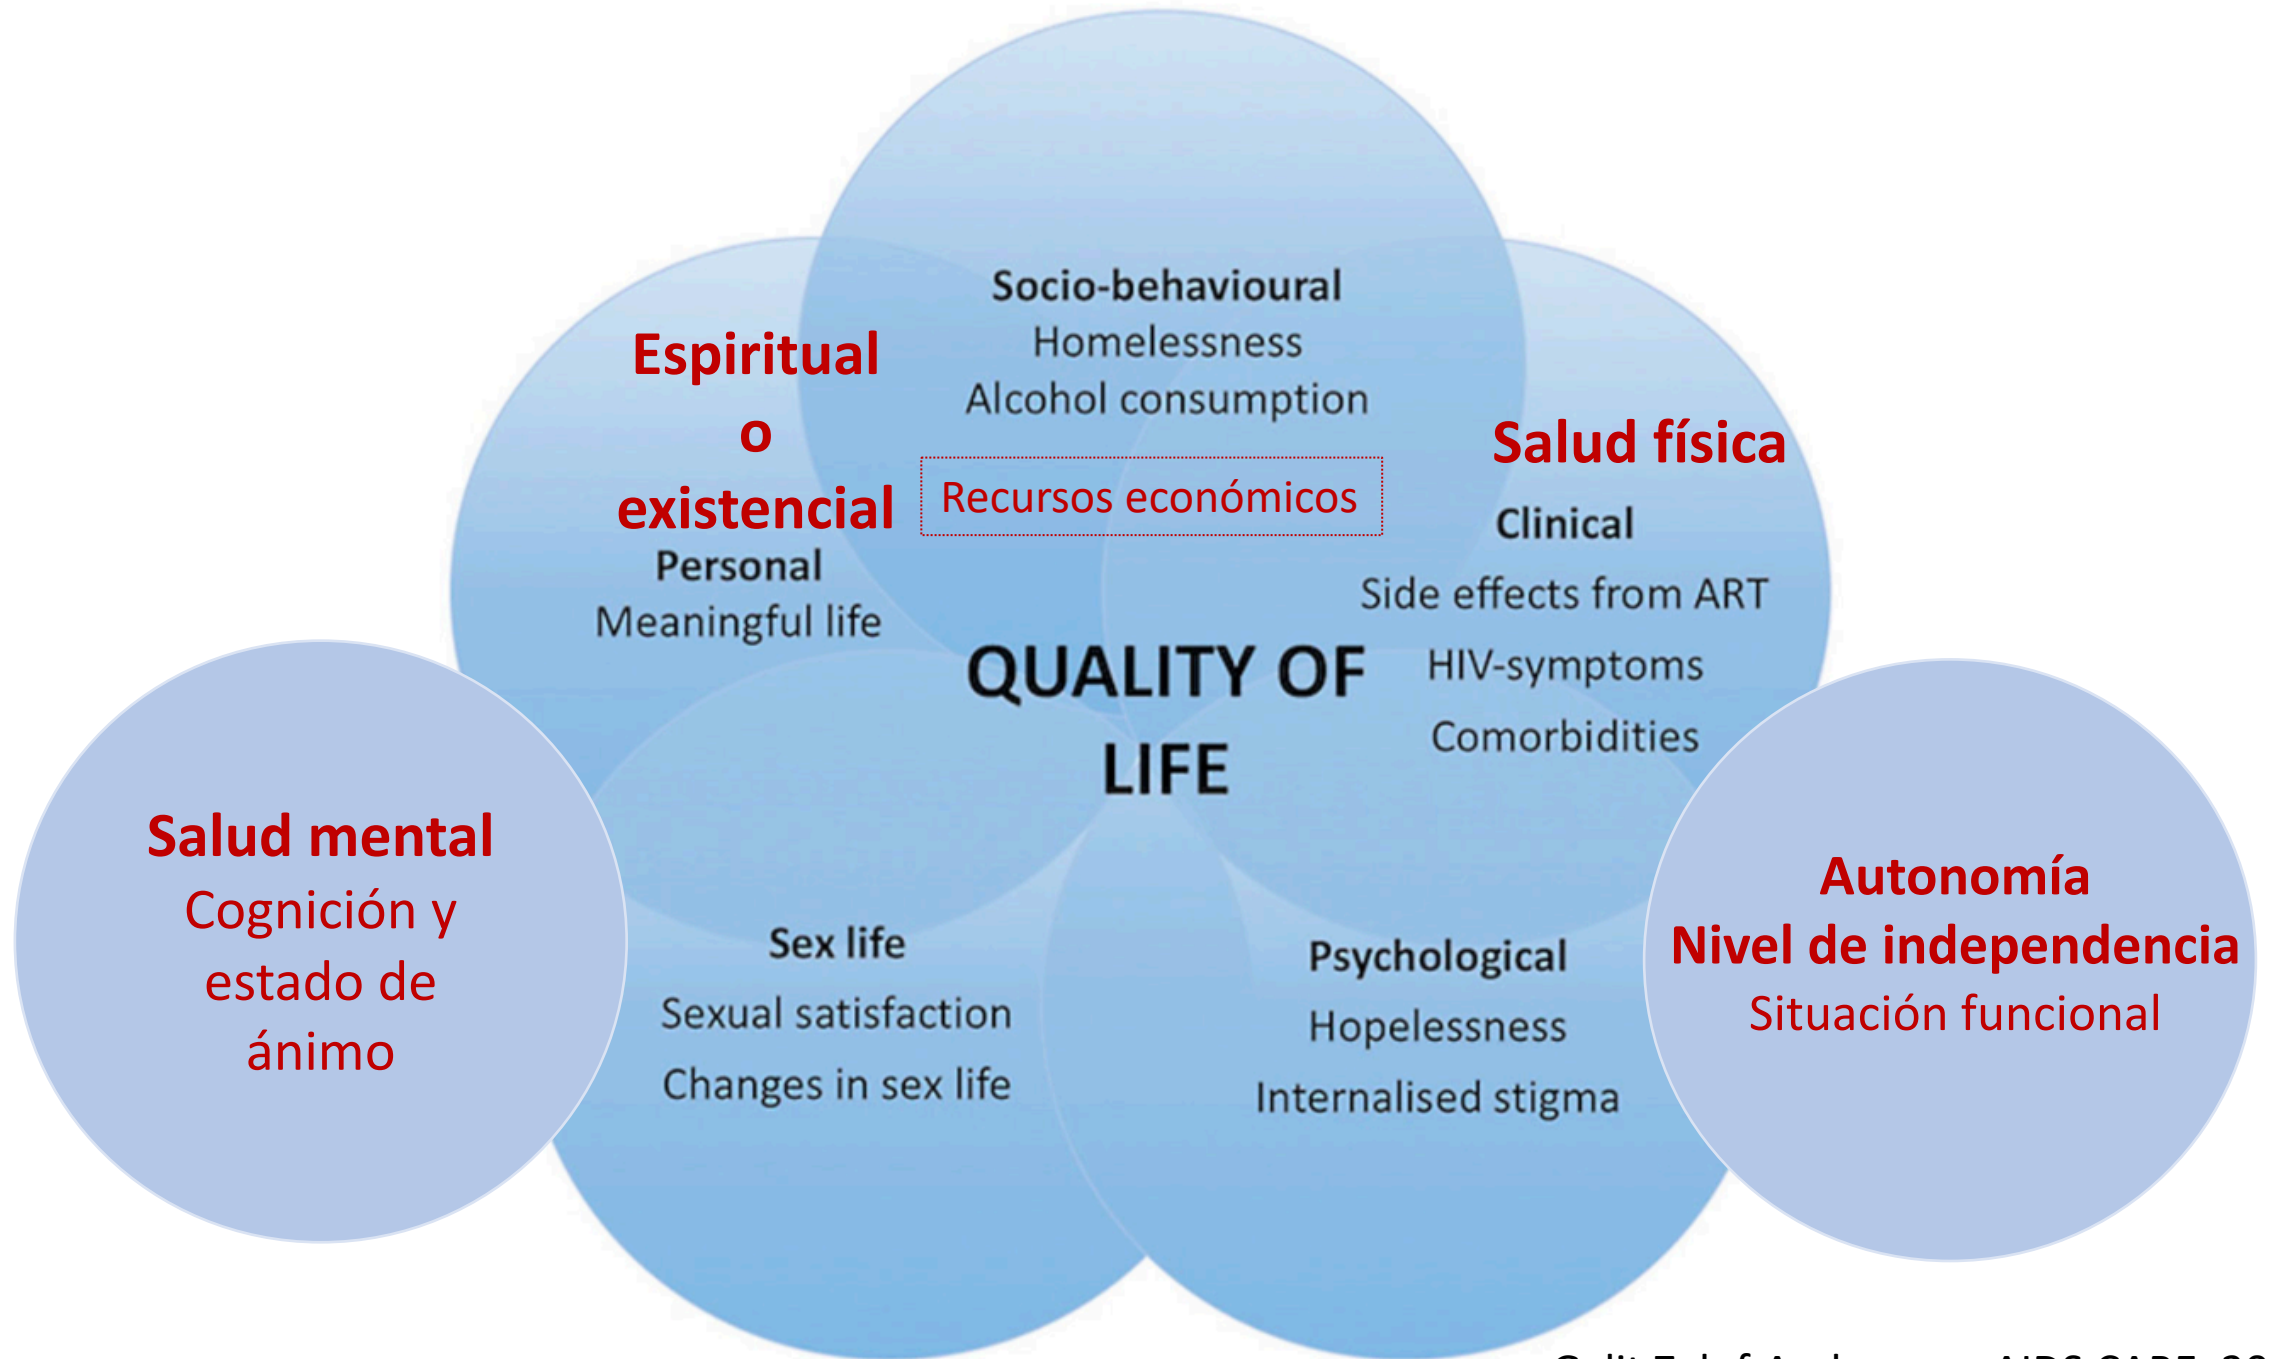 Socio-behavioural
Homelessness
Alcohol consumption
Recursos económicos
Espiritual
o
existencial
Personal
Meaningful life
Salud física
Clinical
Side effects from ART
HIV-symptoms
Comorbidities
QUALITY OF
LIFE
Salud mental
Cognición y
estado de
ánimo
Sex life
Sexual satisfaction
Changes in sex life
Psychological
Hopelessness
Internalised stigma
Autonomía
Nivel de independencia
Situación funcional